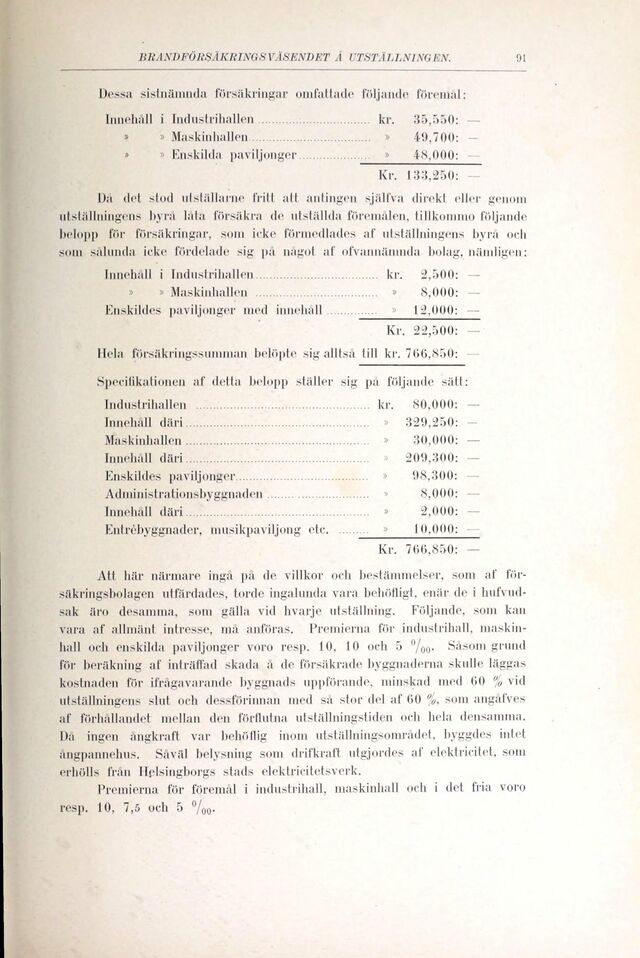 BRANDFÖRSÄKRINGSVÄSENDET Å UTSTÄLLNINGEN. 91
Dessa sistnämnda försäkringar omfattade följande föremål:
Innehåll i Industrihallen ........ kr. 35,550: —
» » Maskinhallen ........ » 49,700: —
» » Enskilda paviljonger ........ » 48,000: —
Kr. 133,250: —
Då det stod utställarne fritt att antingen själfva direkt eller genom
utställningens byrå låta försäkra de utställda föremålen, tillkommo följande
belopp för försäkringar, som icke förmedlades af utställningens byrå och
som sålunda icke fördelade sig på något af ofvannämnda bolag, nämligen:
Innehåll i Industrihallen ........ kr. 2,500: —
» » Maskinhallen ........ » 8,000: —
Enskildes paviljonger med innehåll ........ » 12,000: —
Kr. 22,500: —
Hela försäkringssumman belöpte sig alltså till kr. 766,850: —
Specifikationen af detta belopp ställer sig på följande sätt:
Industrihallen ........ kr. 80,000: —
Innehåll däri ........ » 329,250: —
Maskinhallen ........ » 30,000: —
Innehåll däri ........ » 209,300: —
Enskildes paviljonger ........ » 98,300: —
Administrationsbyggnaden ........ » 8,000: —
Innehåll däri ........ » 2,000: —
Entrébyggnader, musikpaviljong etc. ........ » 10,000: —
Kr. 766,850: —
Att här närmare ingå på de villkor och bestämmelser, som af för-
säkringsbolagen utfärdades, torde ingalunda vara behöfligt, enär de i hufvud-
sak äro desamma, som gälla vid hvarje utställning. Följande, som kan
vara af allmänt intresse, må anföras. Premierna för industrihall, maskin-
hall och enskilda paviljonger voro resp. 10, 10 och 5 ⁰/₀₀. Såsom grund
för beräkning af inträffad skada å de försäkrade byggnaderna skulle läggas
kostnaden för ifrågavarande byggnads uppförande, minskad med 60 % vid
utställningens slut och dessförinnan med så stor del af 60 %, som angåfves
af förhållandet mellan den förflutna utställningstiden och hela densamma.
Då ingen ångkraft var behöflig inom utställningsområdet, byggdes intet
ångpannehus. Såväl belysning som drifkraft utgjordes af elektricitet, som
erhölls från Helsingborgs stads elektricitetsverk.
Premierna för föremål i industrihall, maskinhall och i det fria voro
resp. 10, 7,5 och 5 ⁰/₀₀.